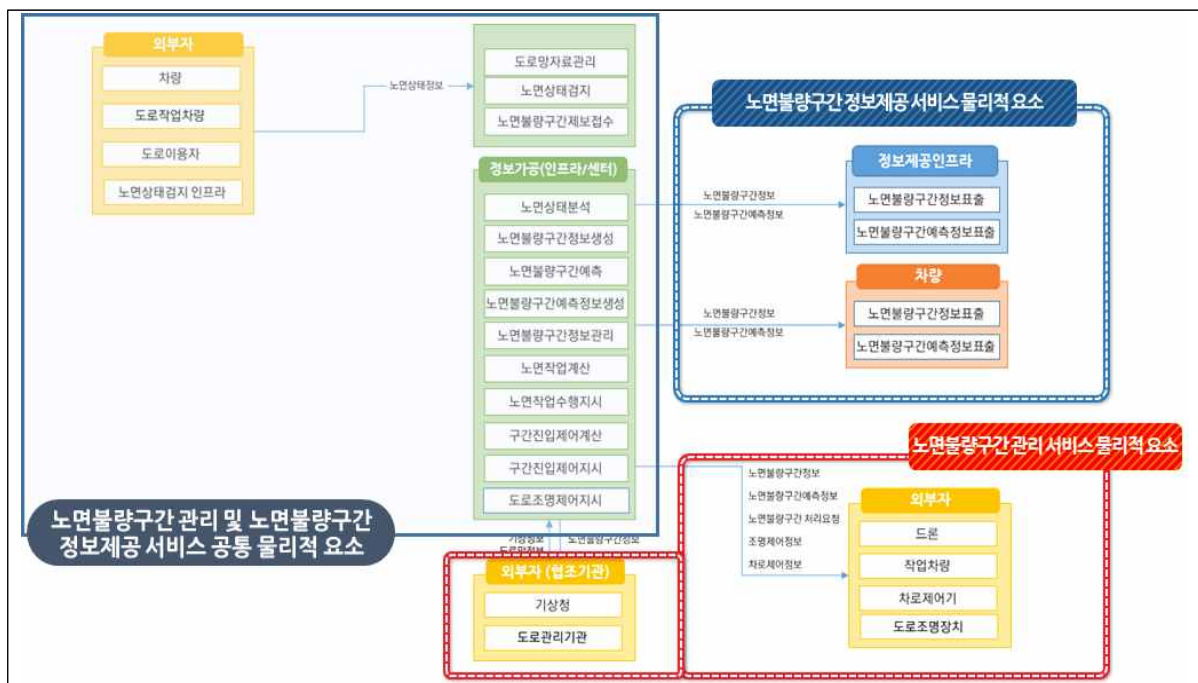 외부자
차량
도로작업차량
도로이용자
노면상태검지 인프라
노면상태정보
도로망자료관리
노면상태검지
노면불량구간제보접수
정보가공(인프라/센터)
노면상태분석
노면불량구간정보생성
노면불량구간예측
노면불량구간예측정보생성
노면불량구간정보관리
노면작업계산
노면작업수행지시
구간진입제어계산
구간진입제어지시
도로조명제어지시
노면불량구간 관리 및 노면불량구간
정보제공 서비스 공통 물리적 요소
노면불량구간 정보제공 서비스 물리적 요소
노면불량구간정보
노면불량구간예측정보
정보제공인프라
노면불량구간정보표출
노면불량구간예측정보표출
노면불량구간정보
노면불량구간예측정보
차량
노면불량구간정보표출
노면불량구간예측정보표출
노면불량구간 관리 서비스 물리적 요소
노면불량구간정보
노면불량구간예측정보
노면불량구간 처리요청
조명제어정보
차로제어정보
외부자
드론
작업차량
차로제어기
도로조명장치
기상정보
도로망정보
노면불량구간정보
외부자 (협조기관)
기상청
도로관리기관